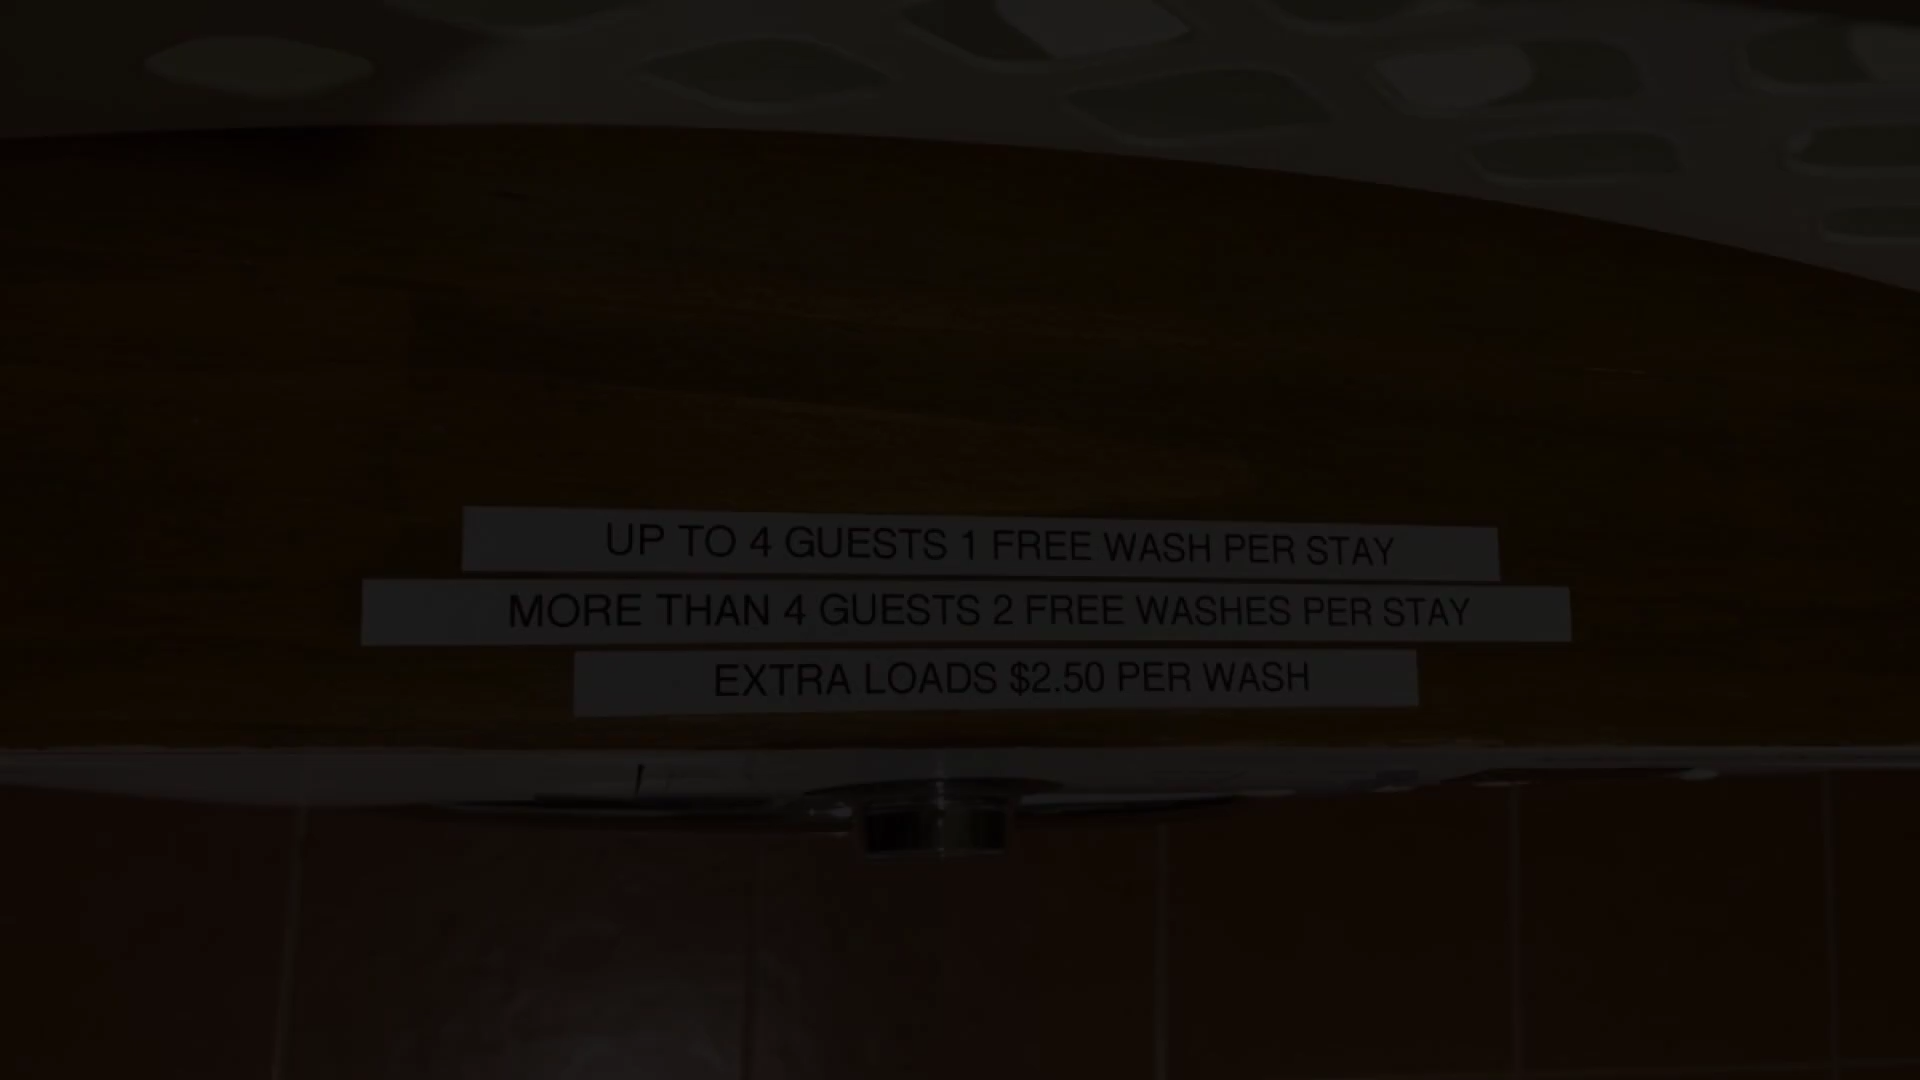 UP TO 4 GUESTS 1 FREE WASH PER STAY
MORE THAN 4 GUESTS 2 FREE WASHES PER STAY
EXTRA LOADS $2.50 PER WASH